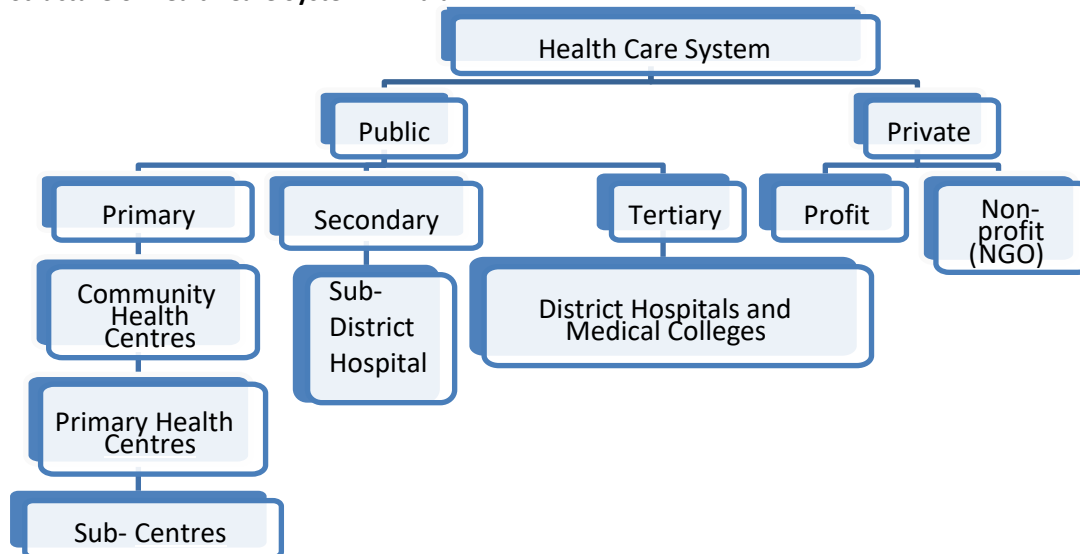 Health Care System
Public
Private
Primary
Secondary
Tertiary
Profit
Non-
profit
(NGO)
Community
Health
Centres
Sub-
District
Hospital
District Hospitals and
Medical Colleges
Primary Health
Centres
Sub- Centres